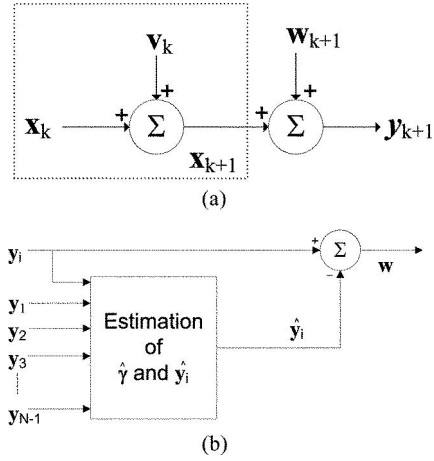 v_k
w_{k+1}
+ + + +
x_k Σ x_{k+1} Σ y_{k+1}
(a)
y_i + Σ w
−
y_1
y_2
y_3
y_{N-1}
Estimation
of
γ̂ and ŷ_i
ŷ_i
(b)